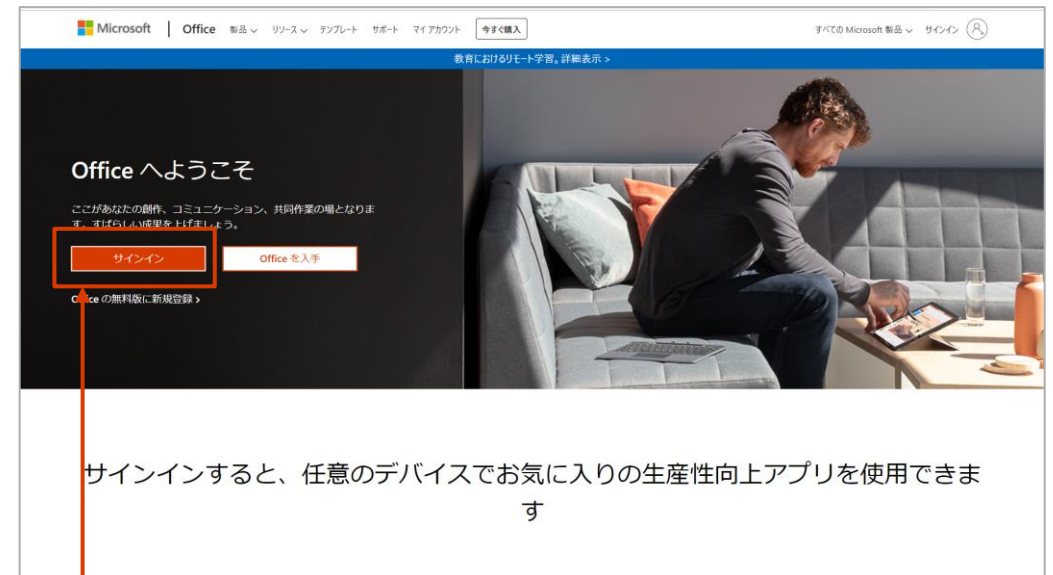 Microsoft | Office 製品 リソース テンプレート サポート マイ アカウント 今すぐ購入 すべての Microsoft 製品 サインイン
教育におけるリモート学習。詳細表示 >
Office へようこそ
ここがあなたの創作、コミュニケーション、共同作業の場となりま
す。すばらしい成果を上げましょう。
サインイン Office を入手
Office の無料版に新規登録 >
サインインすると、任意のデバイスでお気に入りの生産性向上アプリを使用できま
す